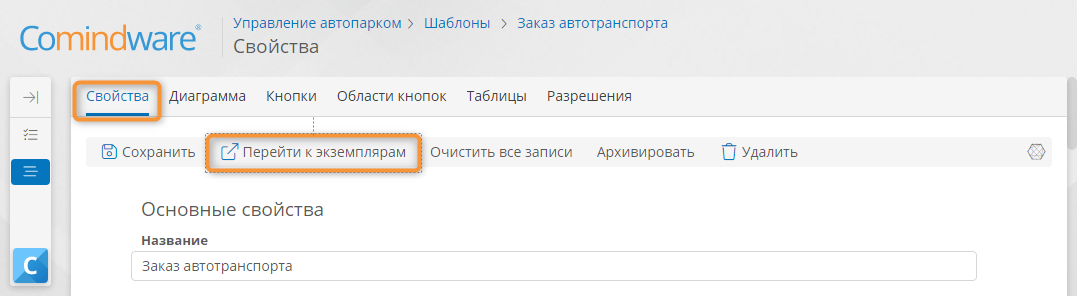 Comindware®
Управление автопарком > Шаблоны > Заказ автотранспорта
Свойства
Свойства Диаграмма Кнопки Области кнопок Таблицы Разрешения
Сохранить Перейти к экземплярам Очистить все записи Архивировать Удалить
Основные свойства
Название
Заказ автотранспорта
C